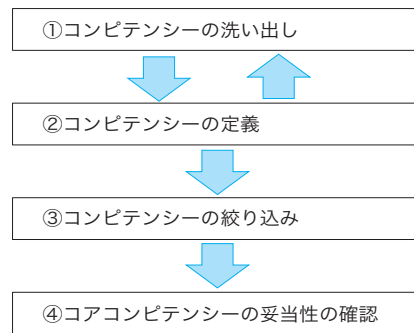 ①コンピテンシーの洗い出し
②コンピテンシーの定義
③コンピテンシーの絞り込み
④コアコンピテンシーの妥当性の確認